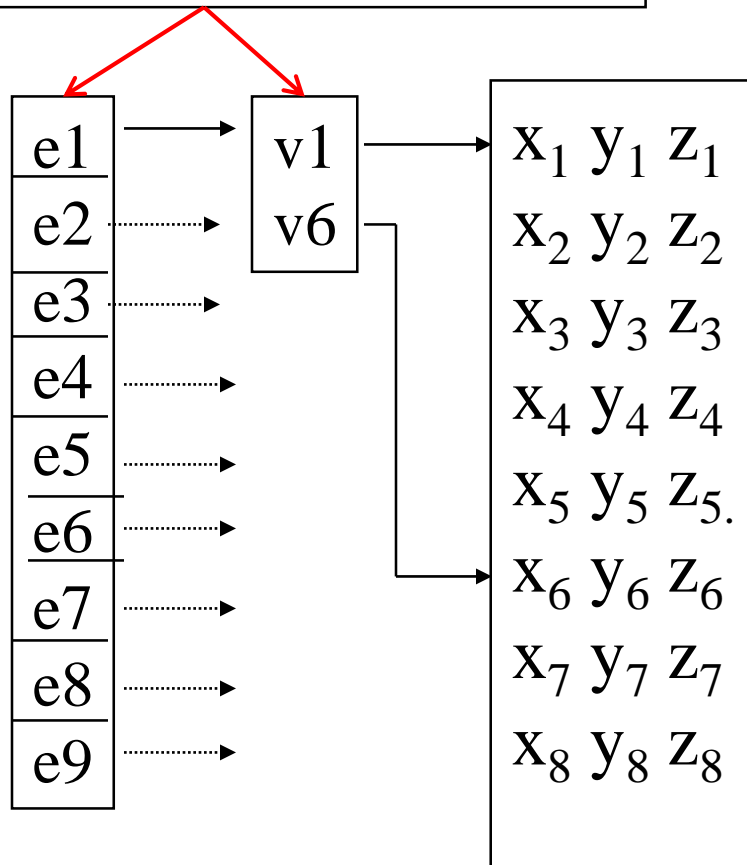 e1
e2
e3
e4
e5
e6
e7
e8
e9
v1
v6
x₁ y₁ z₁
x₂ y₂ z₂
x₃ y₃ z₃
x₄ y₄ z₄
x₅ y₅ z₅.
x₆ y₆ z₆
x₇ y₇ z₇
x₈ y₈ z₈